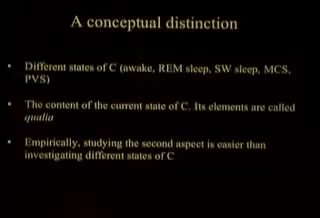 A conceptual distinction
• Different states of C (awake, REM sleep, SW sleep, MCS,
PVS)
• The content of the current state of C. Its elements are called
qualia
• Empirically, studying the second aspect is easier than
investigating different states of C